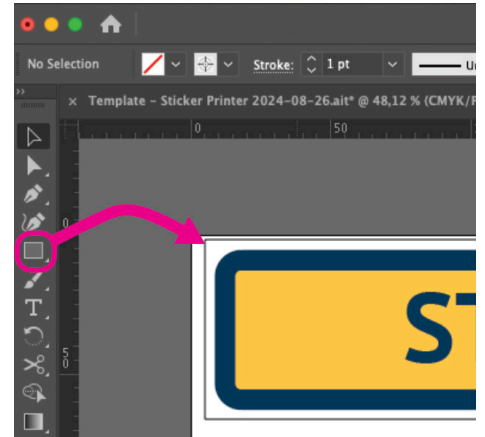 No Selection
Stroke:
1 pt
Template – Sticker Printer 2024-08-26.ait* @ 48,12 % (CMYK/
0
50
0
5
0
ST